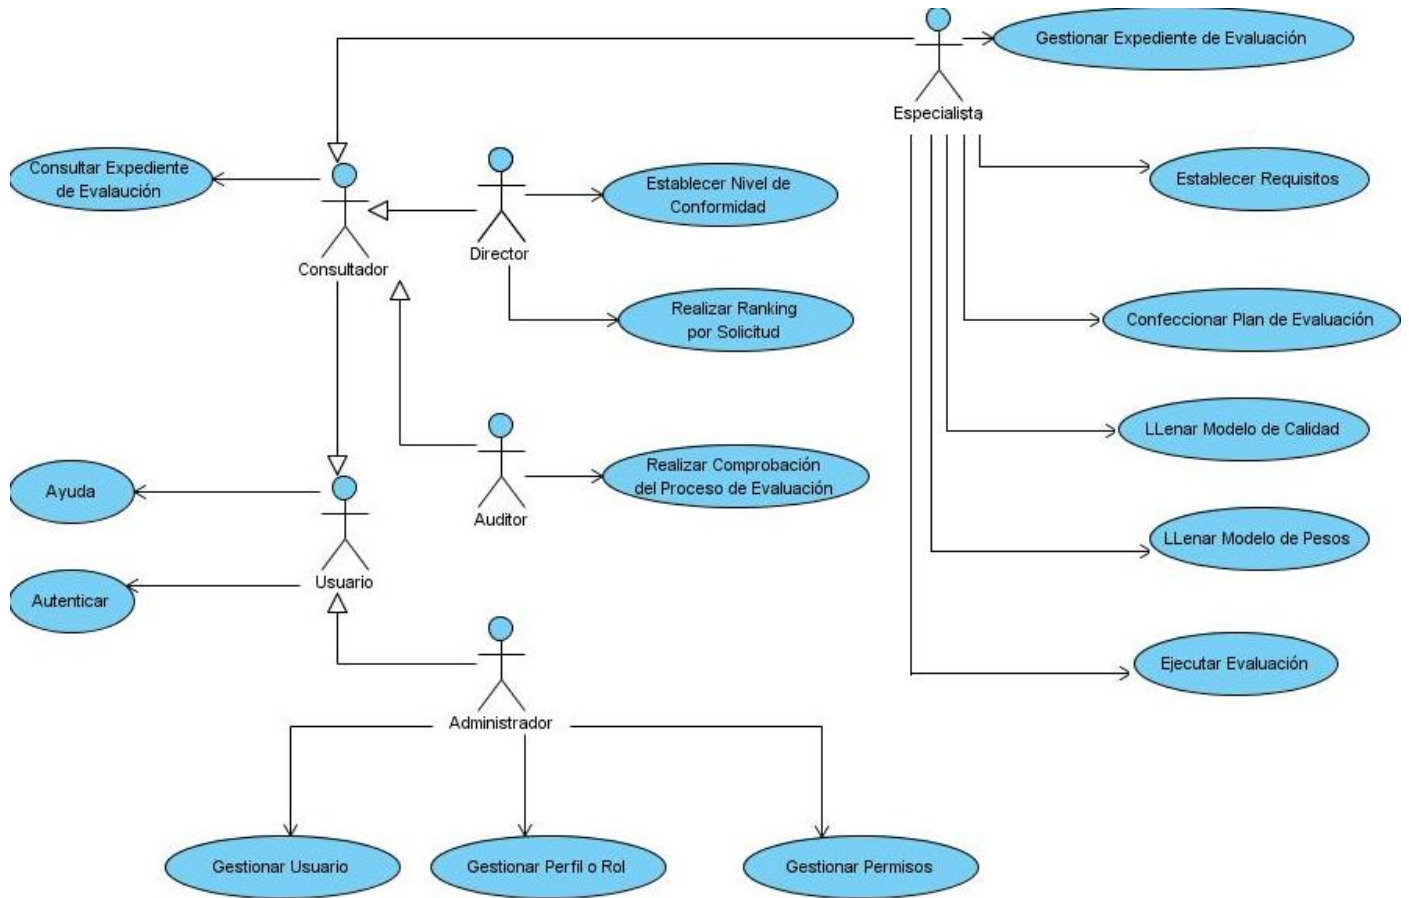 Gestionar Expediente de Evaluación
Especialista
Consultar Expediente
de Evalaución
Establecer Nivel de
Conformidad
Establecer Requisitos
Director
Consultador
Realizar Ranking
por Solicitud
Confeccionar Plan de Evaluación
LLenar Modelo de Calidad
Realizar Comprobación
del Proceso de Evaluación
Ayuda
Auditor
LLenar Modelo de Pesos
Usuario
Autenticar
Ejecutar Evaluación
Administrador
Gestionar Usuario
Gestionar Perfil o Rol
Gestionar Permisos